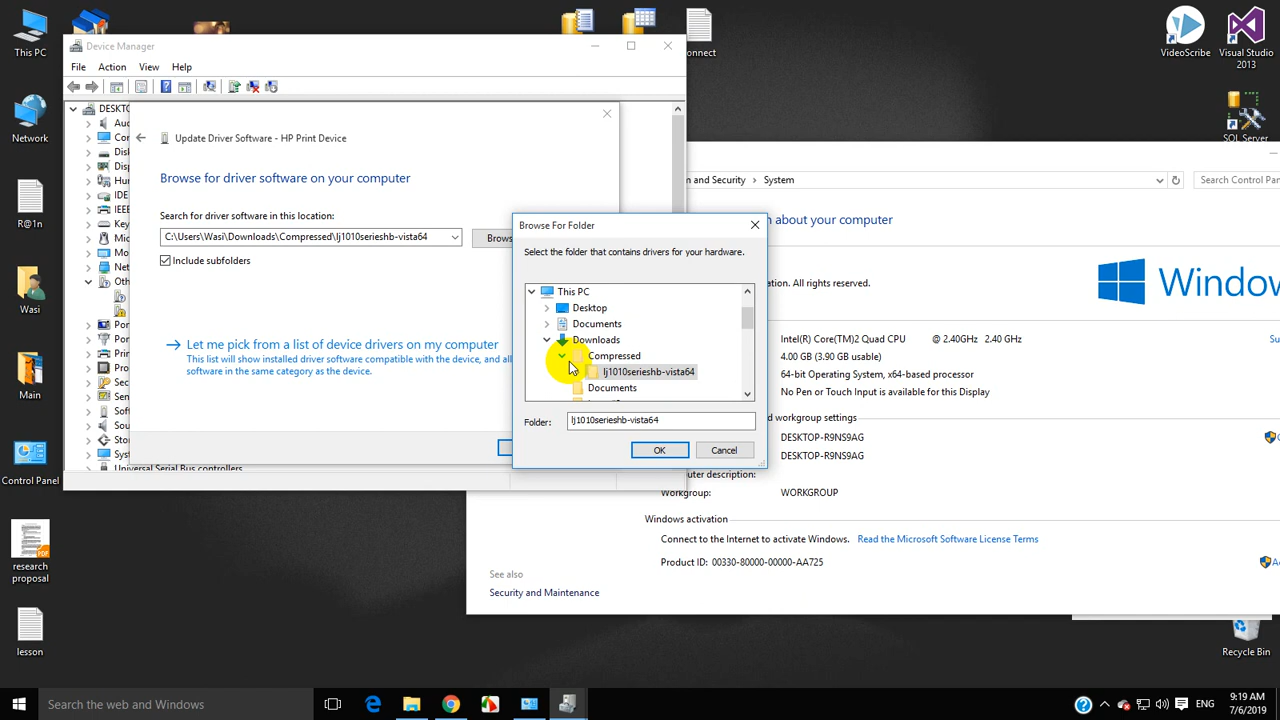 This PC
Network
R@1n
Wasi
Main
Control Panel
research
proposal
lesson
Device Manager
File Action View Help
DESKTO
Update Driver Software - HP Print Device
Browse for driver software on your computer
Search for driver software in this location:
C:\Users\Wasi\Downloads\Compressed\lj1010serieshb-vista64
Brows
Include subfolders
Let me pick from a list of device drivers on my computer
This list will show installed driver software compatible with the device, and all
software in the same category as the device.
Universal Serial Bus controllers
Browse For Folder
Select the folder that contains drivers for your hardware.
This PC
Desktop
Documents
Downloads
Compressed
lj1010serieshb-vista64
Documents
Folder:
lj1010serieshb-vista64
OK
Cancel
VideoScribe
Visual Studio
2013
SQL Server
m and Security
System
Search Control Pan
about your computer
All rights reserved.
Window
Intel(R) Core(TM)2 Quad CPU @ 2.40GHz 2.40 GHz
4.00 GB (3.90 GB usable)
64-bit Operating System, x64-based processor
No Pen or Touch Input is available for this Display
workgroup settings
DESKTOP-R9NS9AG
DESKTOP-R9NS9AG
description:
Workgroup: WORKGROUP
Windows activation
Connect to the Internet to activate Windows. Read the Microsoft Software License Terms
Product ID: 00330-80000-00000-AA725
See also
Security and Maintenance
Recycle Bin
Search the web and Windows
ENG
9:19 AM
7/6/2019